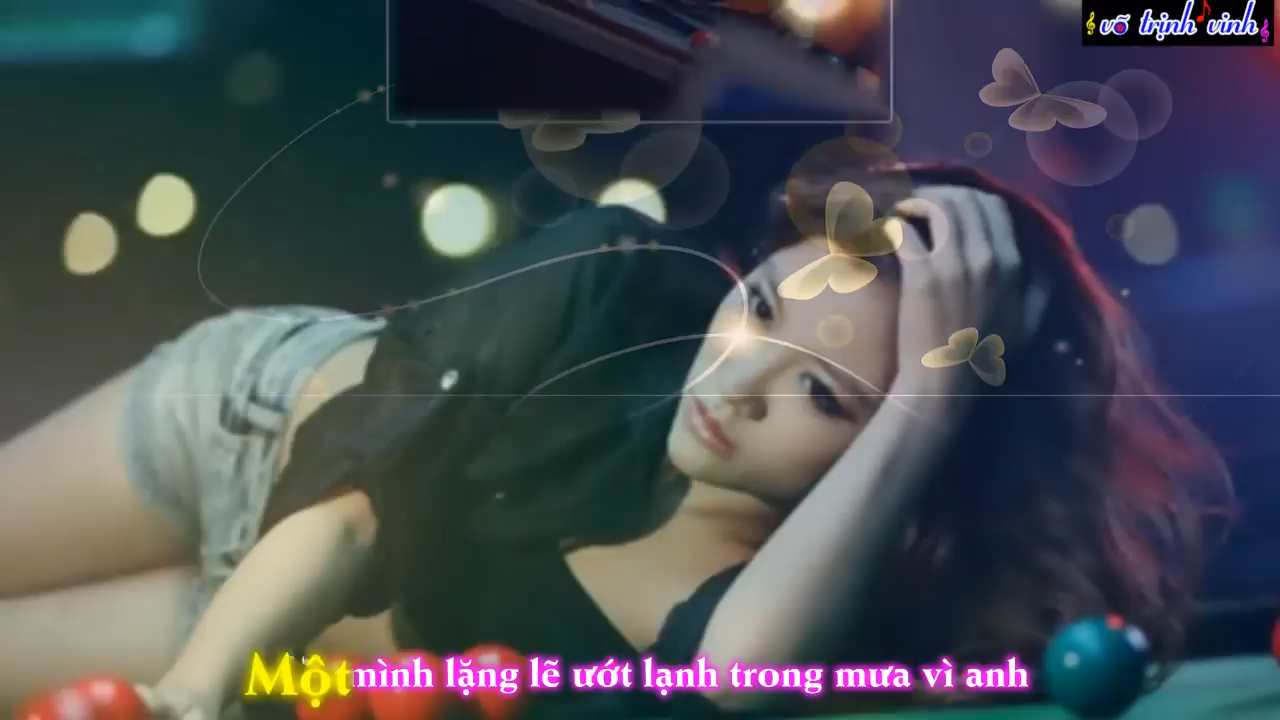 võ trịnh vinh
Một mình lặng lẽ ướt lạnh trong mưa vì anh